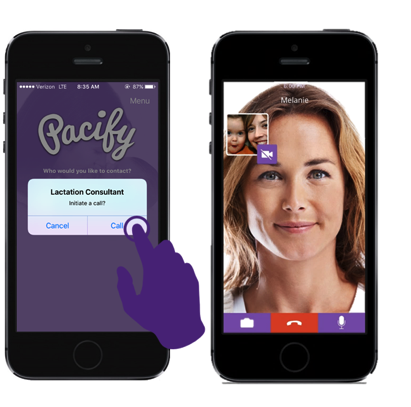 Verizon LTE 8:35 AM 87%
Menu
Pacify
Who would you like to contact?
Lactation Consultant
Initiate a call?
Cancel Call
Melanie